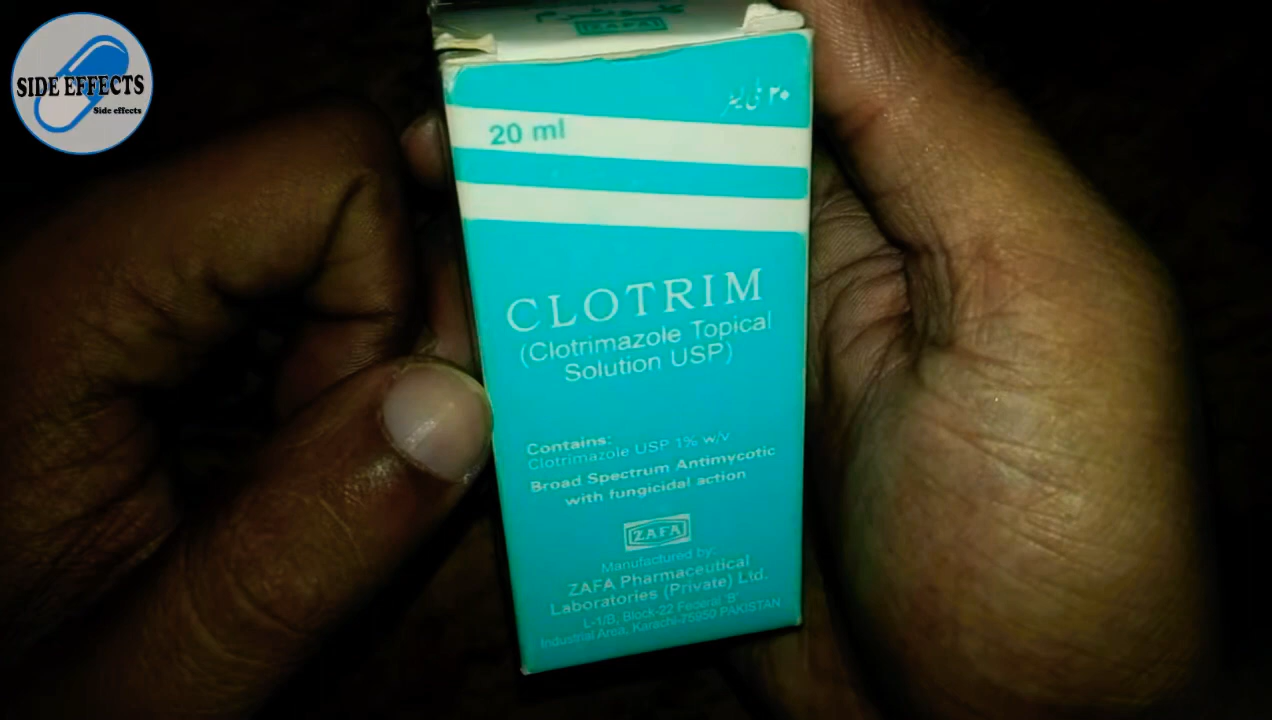 SIDE EFFECTS
Side effects
ZAFA
۲۰ ملی لیٹر
20 ml
CLOTRIM
(Clotrimazole Topical
Solution USP)
Contains:
Clotrimazole USP 1% w/v
Broad Spectrum Antimycotic
with fungicidal action
ZAFA
Manufactured by:
ZAFA Pharmaceutical
Laboratories (Private) Ltd.
L-1/B, Block-22 Federal 'B'
Industrial Area, Karachi-75950 PAKISTAN